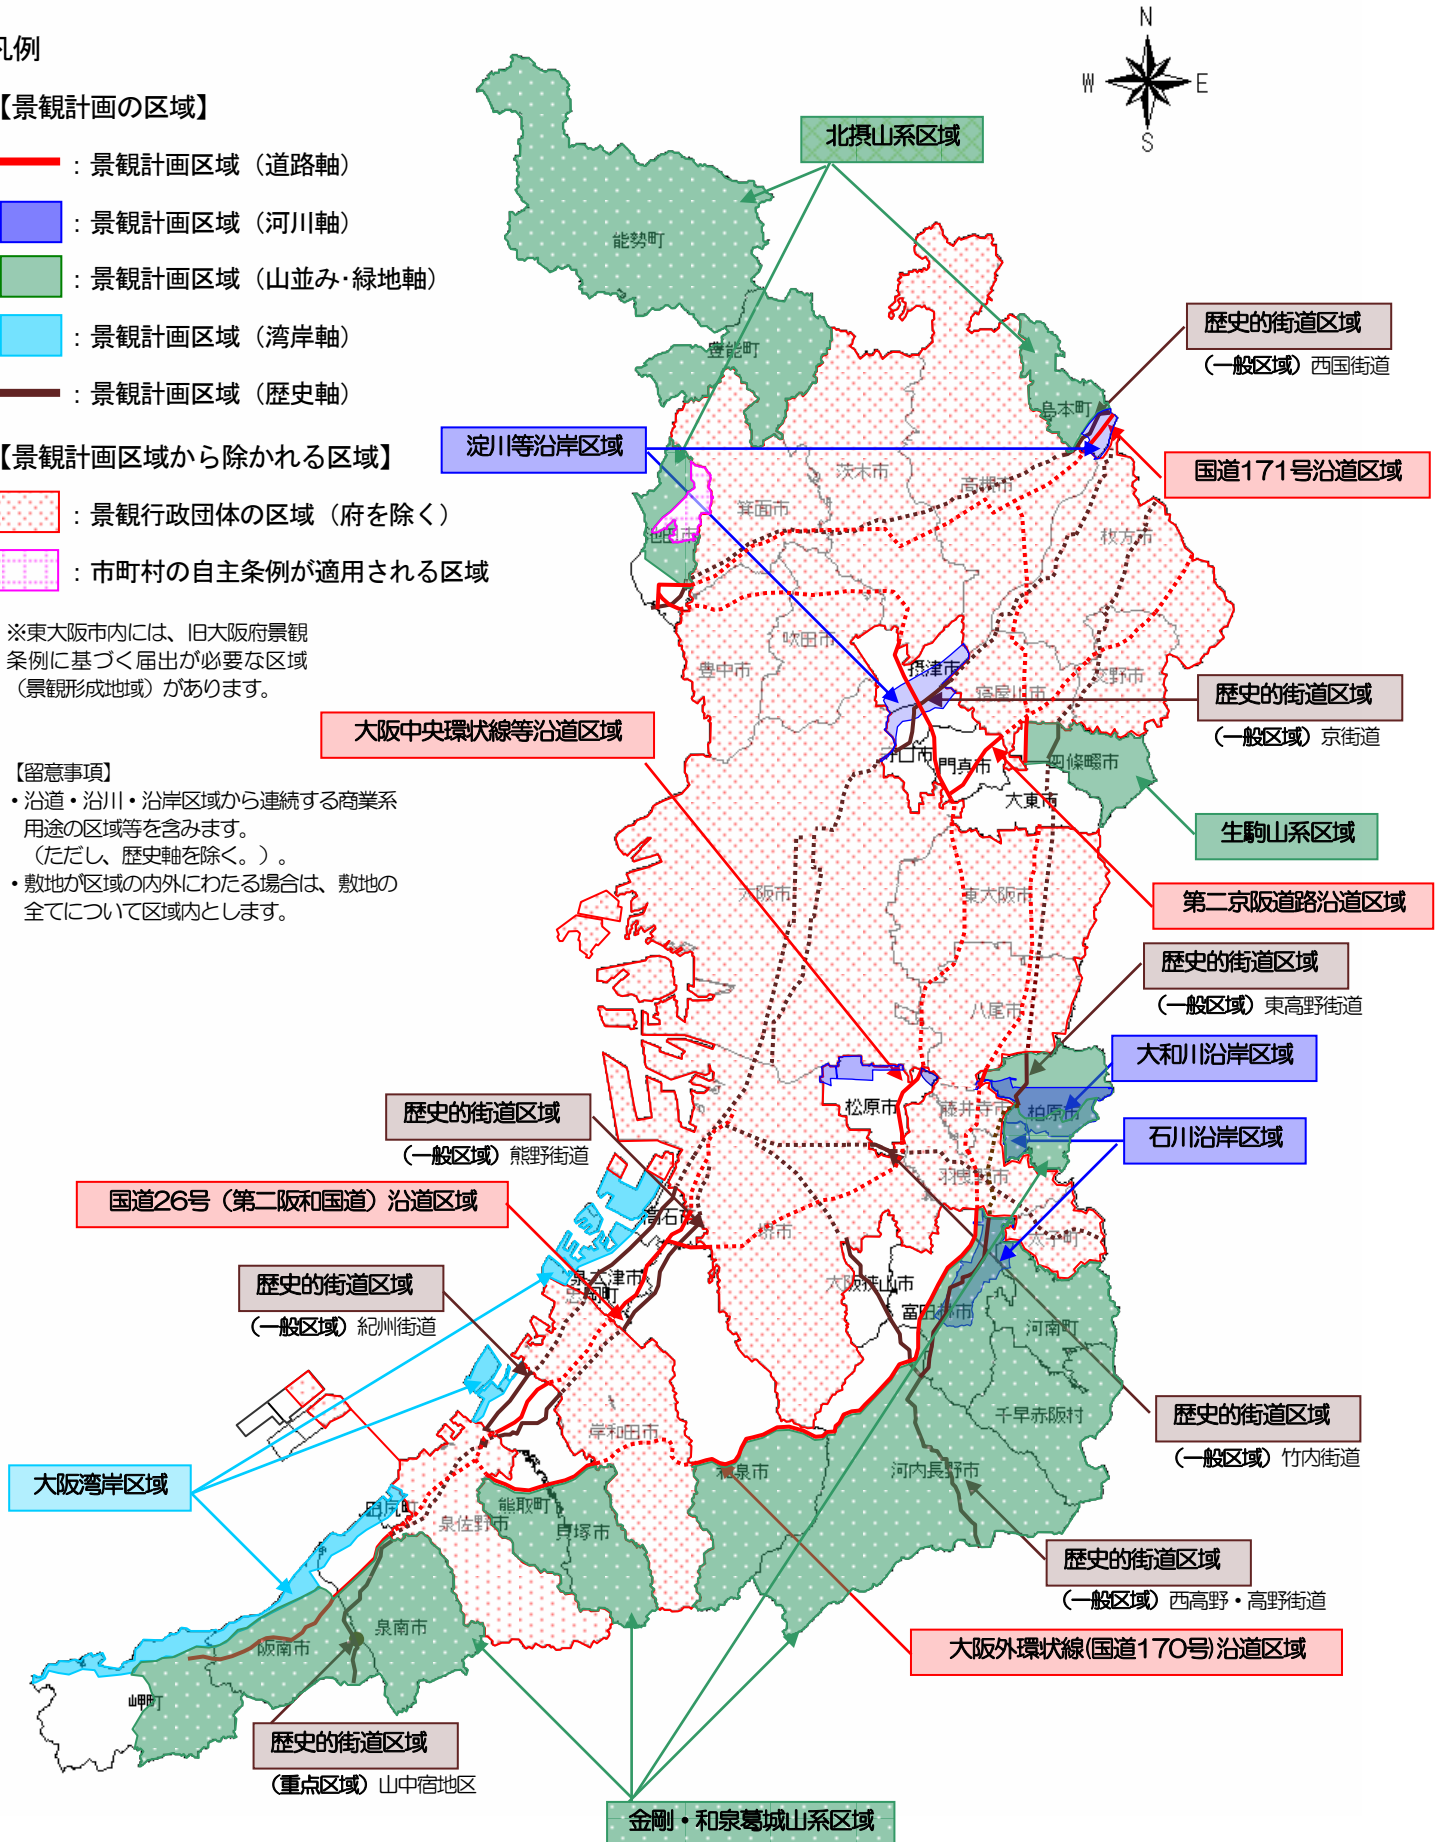 凡例
【景観計画の区域】
：景観計画区域（道路軸）
：景観計画区域（河川軸）
：景観計画区域（山並み・緑地軸）
：景観計画区域（湾岸軸）
：景観計画区域（歴史軸）
【景観計画区域から除かれる区域】
：景観行政団体の区域（府を除く）
：市町村の自主条例が適用される区域
※東大阪市内には、旧大阪府景観
条例に基づく届出が必要な区域
（景観形成地域）があります。
【留意事項】
・沿道・沿川・沿岸区域から連続する商業系
用途の区域等を含みます。
（ただし、歴史軸を除く。）。
・敷地が区域の内外にわたる場合は、敷地の
全てについて区域内とします。
N
W
E
S
北摂山系区域
能勢町
豊能町
歴史的街道区域
（一般区域）西国街道
島本町
淀川等沿岸区域
国道171号沿道区域
茨木市
高槻市
箕面市
枚方市
池田市
吹田市
豊中市
摂津市
寝屋川市
交野市
歴史的街道区域
（一般区域）京街道
大阪中央環状線等沿道区域
守口市
門真市
四條畷市
大東市
生駒山系区域
大阪市
東大阪市
第二京阪道路沿道区域
歴史的街道区域
（一般区域）東高野街道
八尾市
大和川沿岸区域
松原市
藤井寺市
柏原市
歴史的街道区域
（一般区域）熊野街道
石川沿岸区域
羽曳野市
国道26号（第二阪和国道）沿道区域
高石市
堺市
太子町
歴史的街道区域
（一般区域）紀州街道
泉大津市
忠岡町
大阪狭山市
富田林市
河南町
千早赤阪村
歴史的街道区域
（一般区域）竹内街道
岸和田市
和泉市
河内長野市
大阪湾岸区域
田尻町
泉佐野市
熊取町
貝塚市
歴史的街道区域
（一般区域）西高野・高野街道
泉南市
阪南市
大阪外環状線(国道170号)沿道区域
岬町
歴史的街道区域
（重点区域）山中宿地区
金剛・和泉葛城山系区域